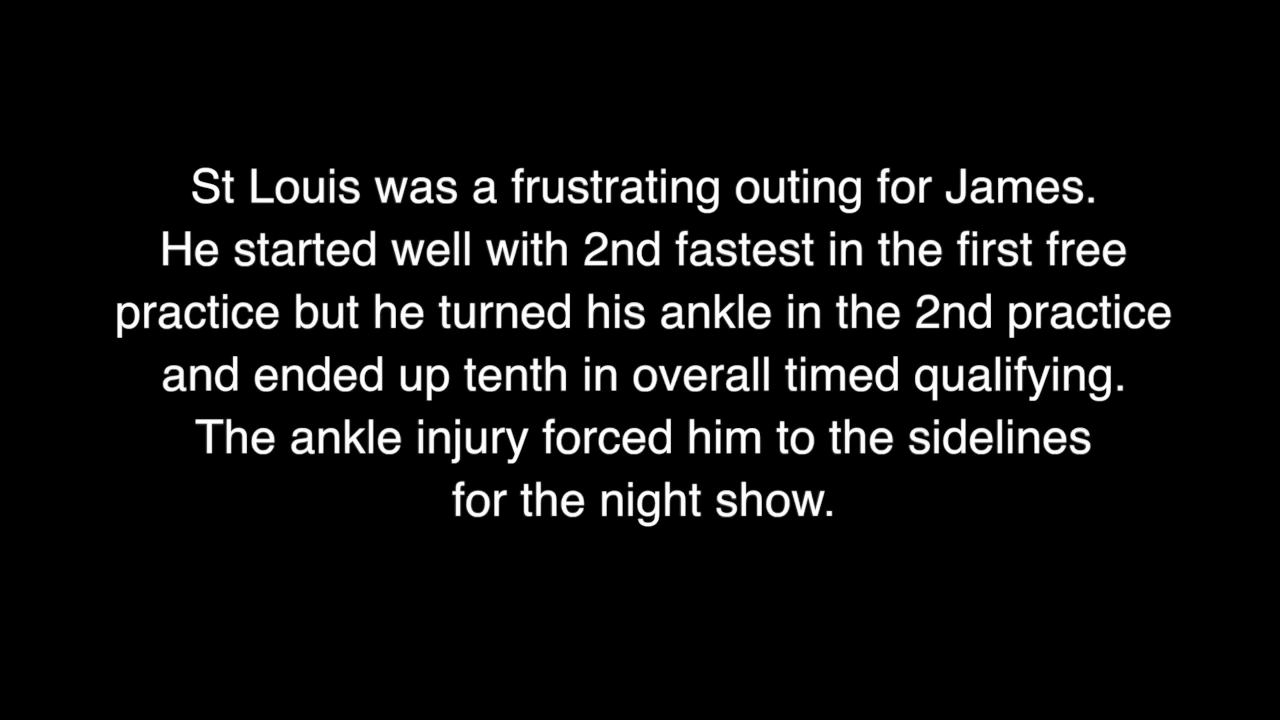 St Louis was a frustrating outing for James.
He started well with 2nd fastest in the first free
practice but he turned his ankle in the 2nd practice
and ended up tenth in overall timed qualifying.
The ankle injury forced him to the sidelines
for the night show.